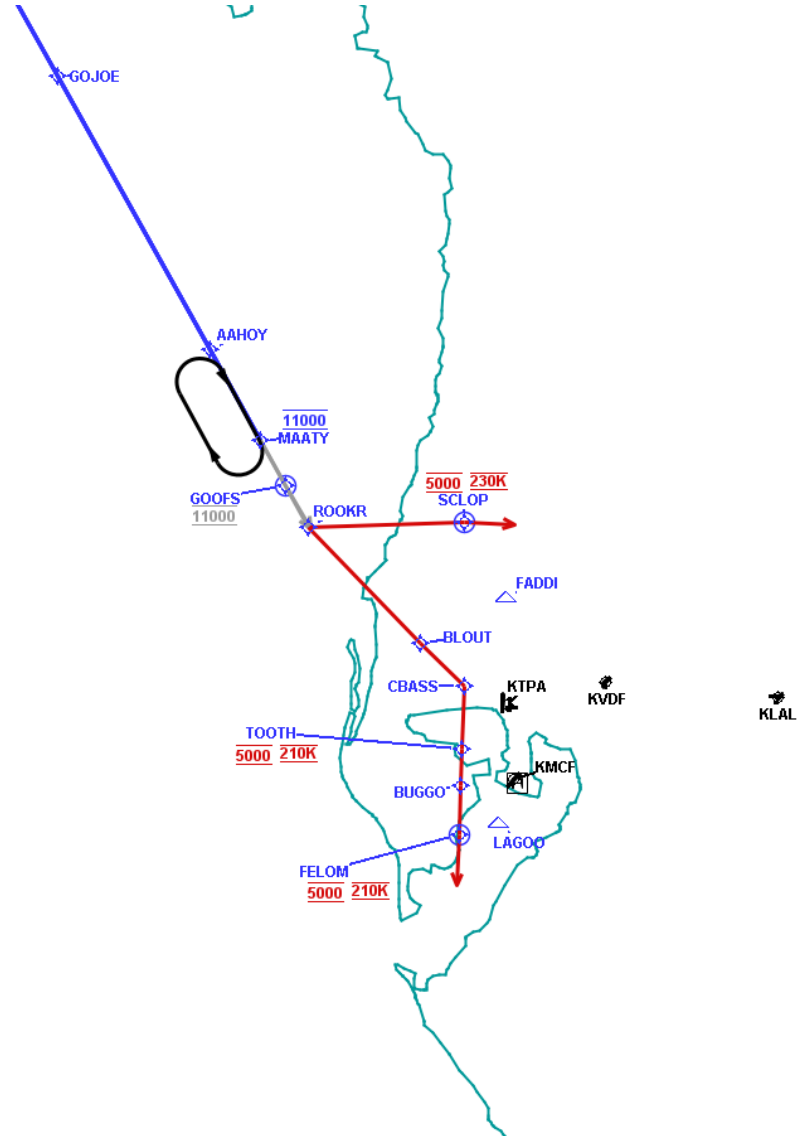 GOJOE
AAHOY
11000
MAATY
GOOFS
11000
ROOKR
5000 230K
SCLOP
FADDI
BLOUT
CBASS
KTPA
KVDF
KLAL
TOOTH
5000 210K
KMCF
BUGGO
LAGOO
FELOM
5000 210K